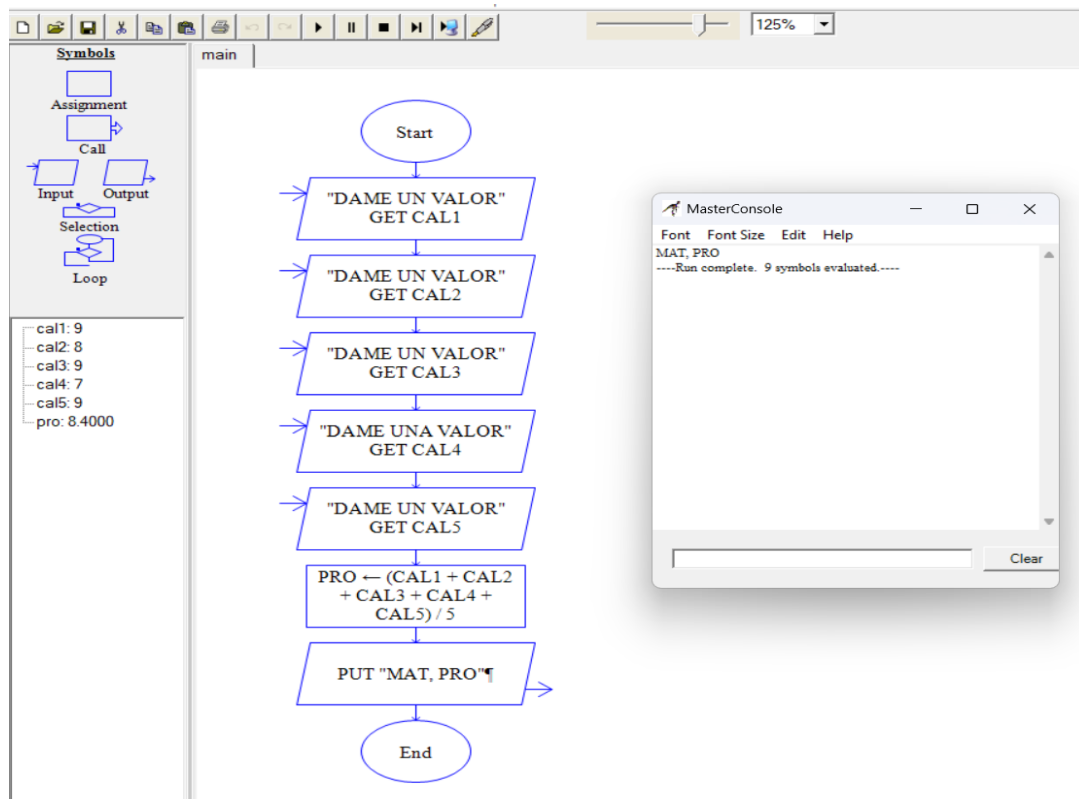 125%
Symbols
main
Assignment
Call
Input Output
Selection
Loop
cal1: 9
cal2: 8
cal3: 9
cal4: 7
cal5: 9
pro: 8.4000
Start
"DAME UN VALOR"
GET CAL1
"DAME UN VALOR"
GET CAL2
"DAME UN VALOR"
GET CAL3
"DAME UNA VALOR"
GET CAL4
"DAME UN VALOR"
GET CAL5
PRO ← (CAL1 + CAL2
+ CAL3 + CAL4 +
CAL5) / 5
PUT "MAT, PRO"¶
End
MasterConsole
Font Font Size Edit Help
MAT, PRO
----Run complete. 9 symbols evaluated.----
Clear